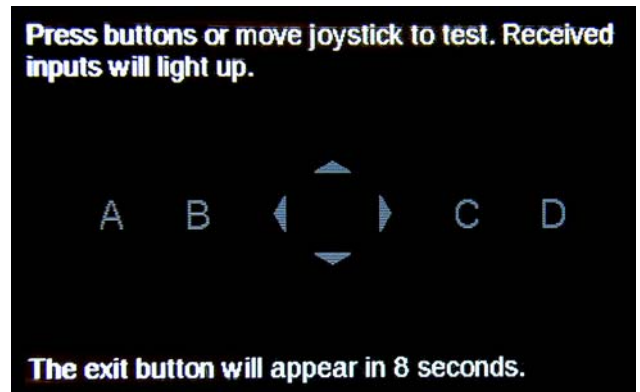 Press buttons or move joystick to test. Received
inputs will light up.
A B C D
The exit button will appear in 8 seconds.